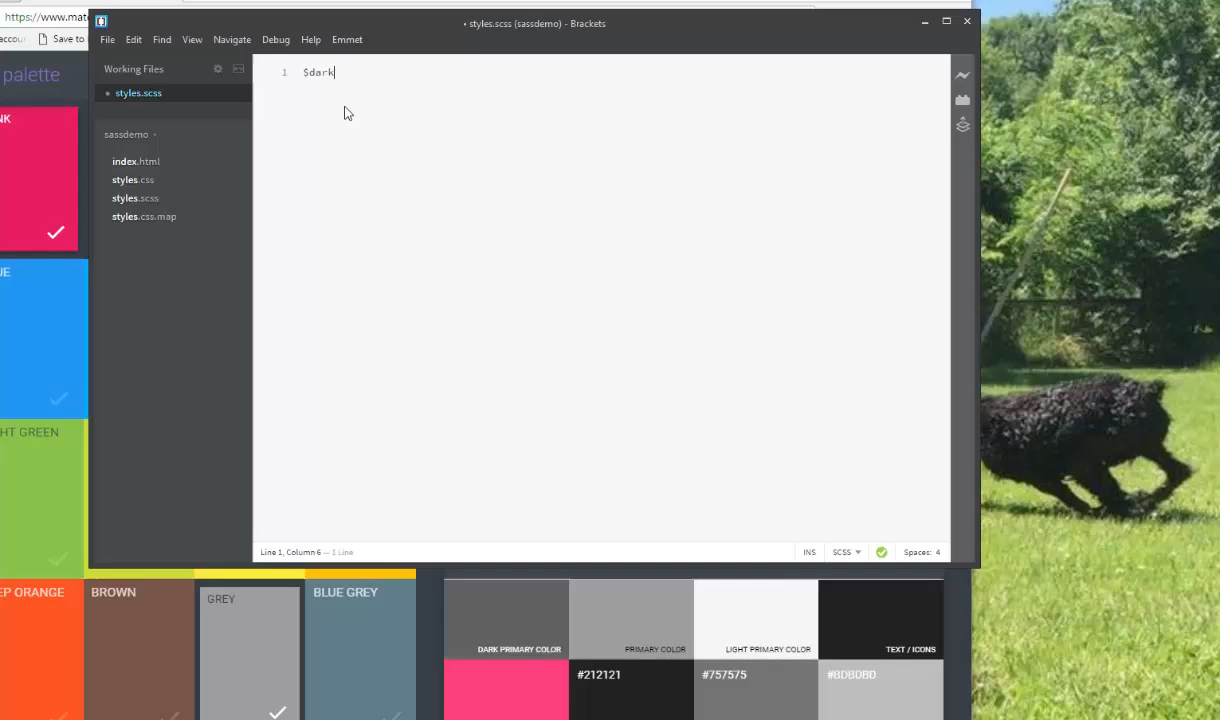 https://www.mat
accou
Save to
• styles.scss (sassdemo) - Brackets
File Edit Find View Navigate Debug Help Emmet
Working Files
styles.scss
sassdemo
index.html
styles.css
styles.scss
styles.css.map
1 $dark
Line 1, Column 6 — 1 Line
INS SCSS Spaces: 4
palette
NK
UE
HT GREEN
EP ORANGE
BROWN
GREY
BLUE GREY
DARK PRIMARY COLOR
PRIMARY COLOR
LIGHT PRIMARY COLOR
TEXT / ICONS
#212121
#757575
#BDBDBD